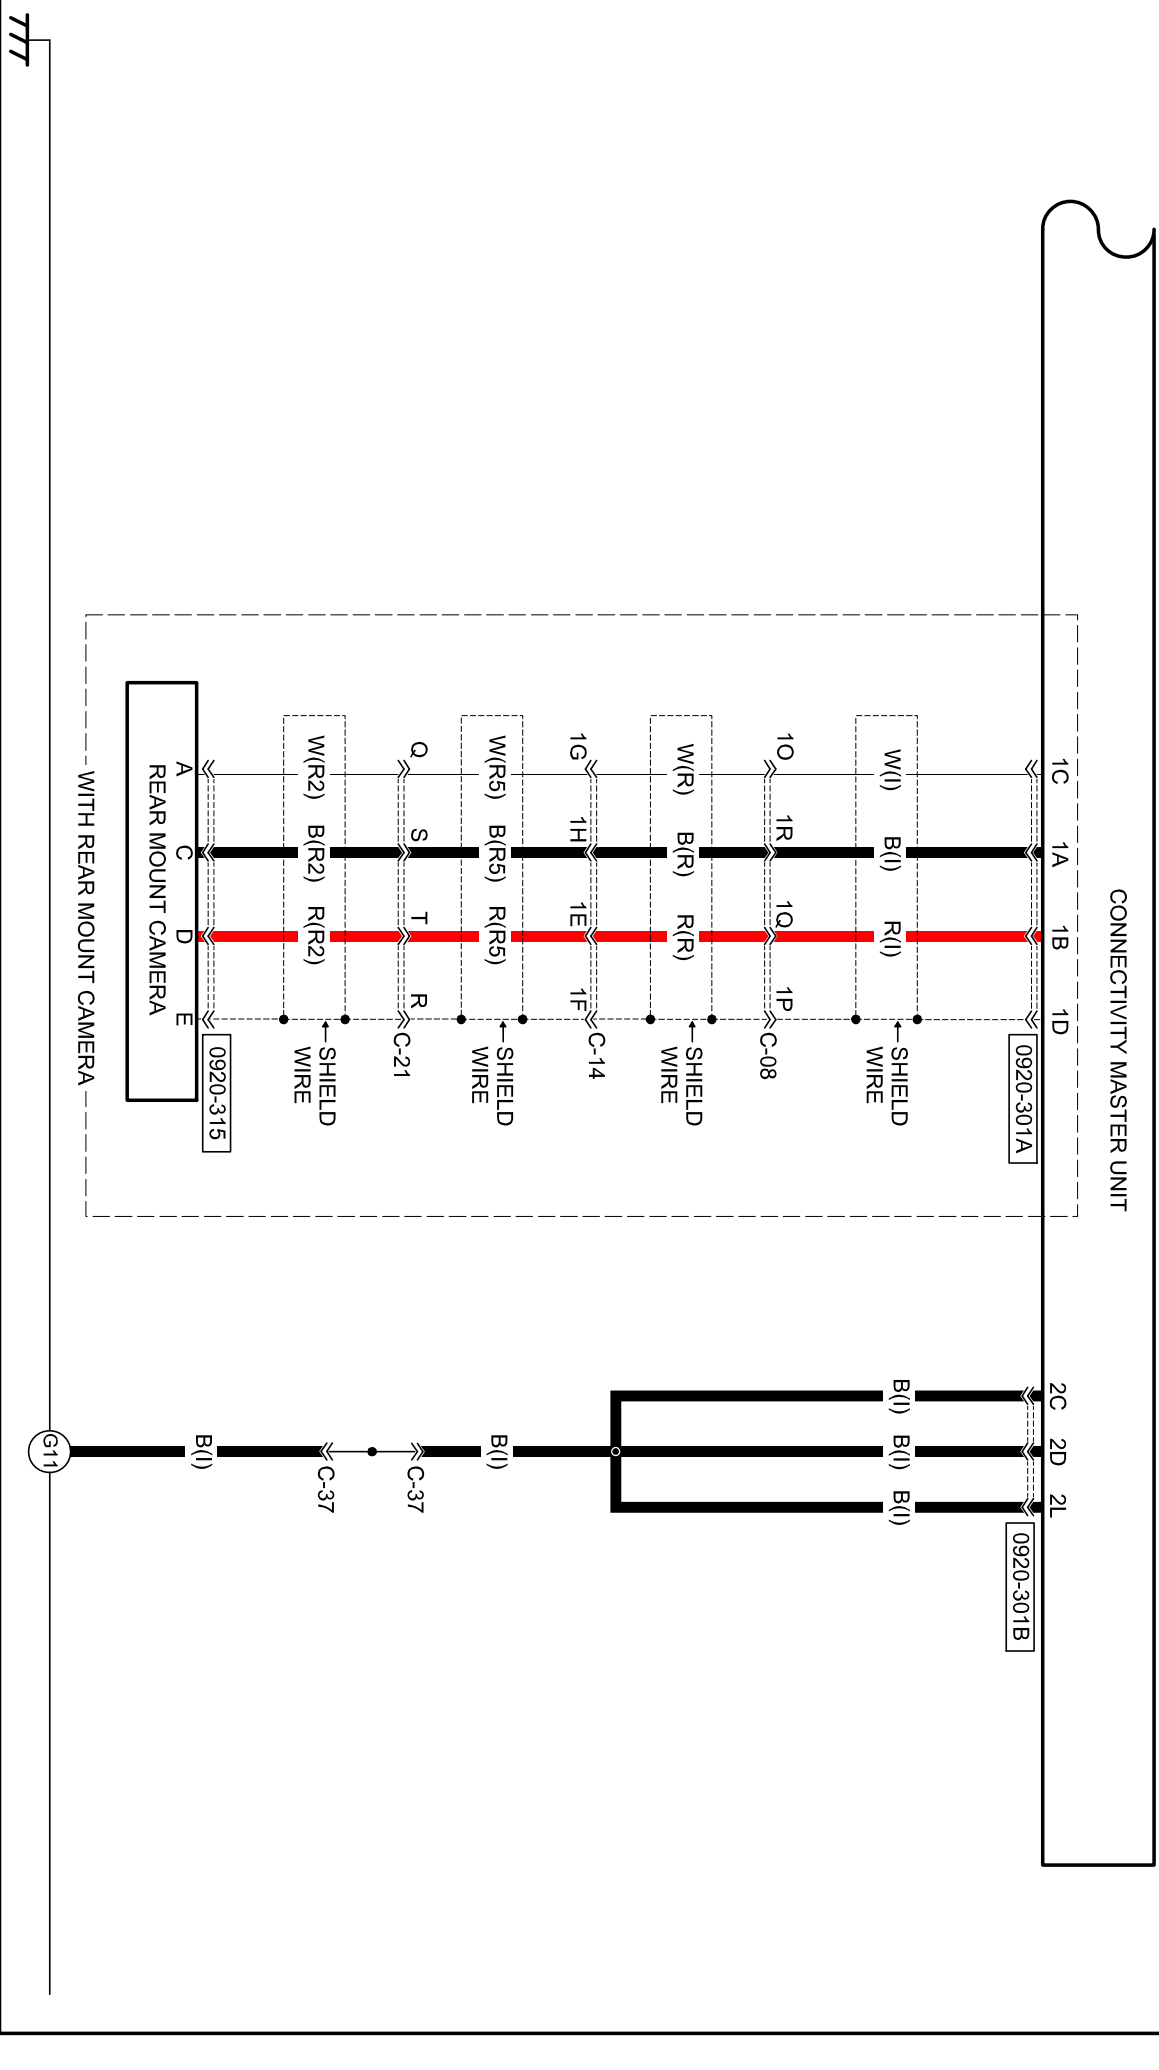 CONNECTIVITY MASTER UNIT
1C
1A
1B
1D
0920-301A
2C
2D
2L
0920-301B
W(I)
B(I)
R(I)
SHIELD
WIRE
B(I)
B(I)
B(I)
1O
1R
1Q
1P
C-08
W(R)
B(R)
R(R)
SHIELD
WIRE
1G
1H
1E
1F
C-14
W(R5)
B(R5)
R(R5)
SHIELD
WIRE
B(I)
Q
S
T
R
C-21
C-37
W(R2)
B(R2)
R(R2)
SHIELD
WIRE
C-37
A
C
D
E
0920-315
B(I)
REAR MOUNT CAMERA
WITH REAR MOUNT CAMERA
G11